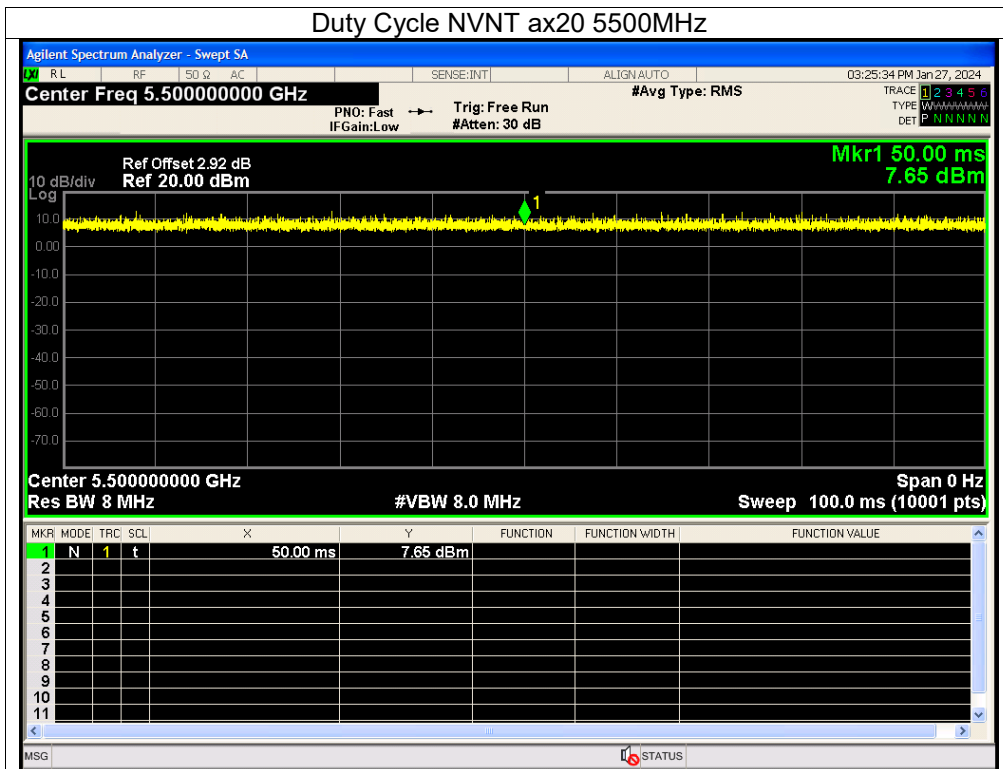 Duty Cycle NVNT ax20 5500MHz
Agilent Spectrum Analyzer - Swept SA
LXI RL RF 50 Ω AC SENSE:INT ALIGN AUTO 03:25:34 PM Jan 27, 2024
Center Freq 5.500000000 GHz #Avg Type: RMS TRACE 1 2 3 4 5 6
PNO: Fast Trig: Free Run TYPE WWWWWW
IFGain:Low #Atten: 30 dB DET P N N N N N
Mkr1 50.00 ms
Ref Offset 2.92 dB
10 dB/div Ref 20.00 dBm 7.65 dBm
Log
1
10.0
0.00
-10.0
-20.0
-30.0
-40.0
-50.0
-60.0
-70.0
Center 5.500000000 GHz Span 0 Hz
Res BW 8 MHz #VBW 8.0 MHz Sweep 100.0 ms (10001 pts)
MKR MODE TRC SCL X Y FUNCTION FUNCTION WIDTH FUNCTION VALUE
1 N 1 t 50.00 ms 7.65 dBm
2
3
4
5
6
7
8
9
10
11
MSG STATUS